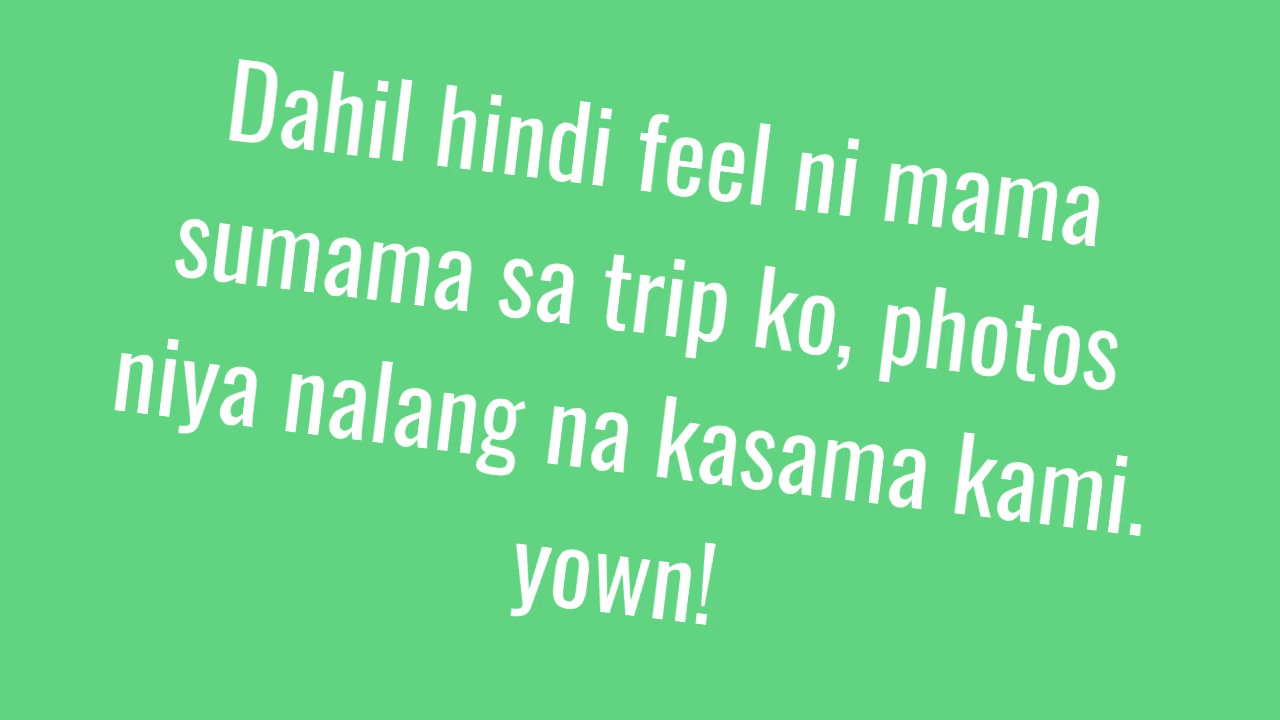 Dahil hindi feel ni mama
sumama sa trip ko, photos
niya nalang na kasama kami.
yown!